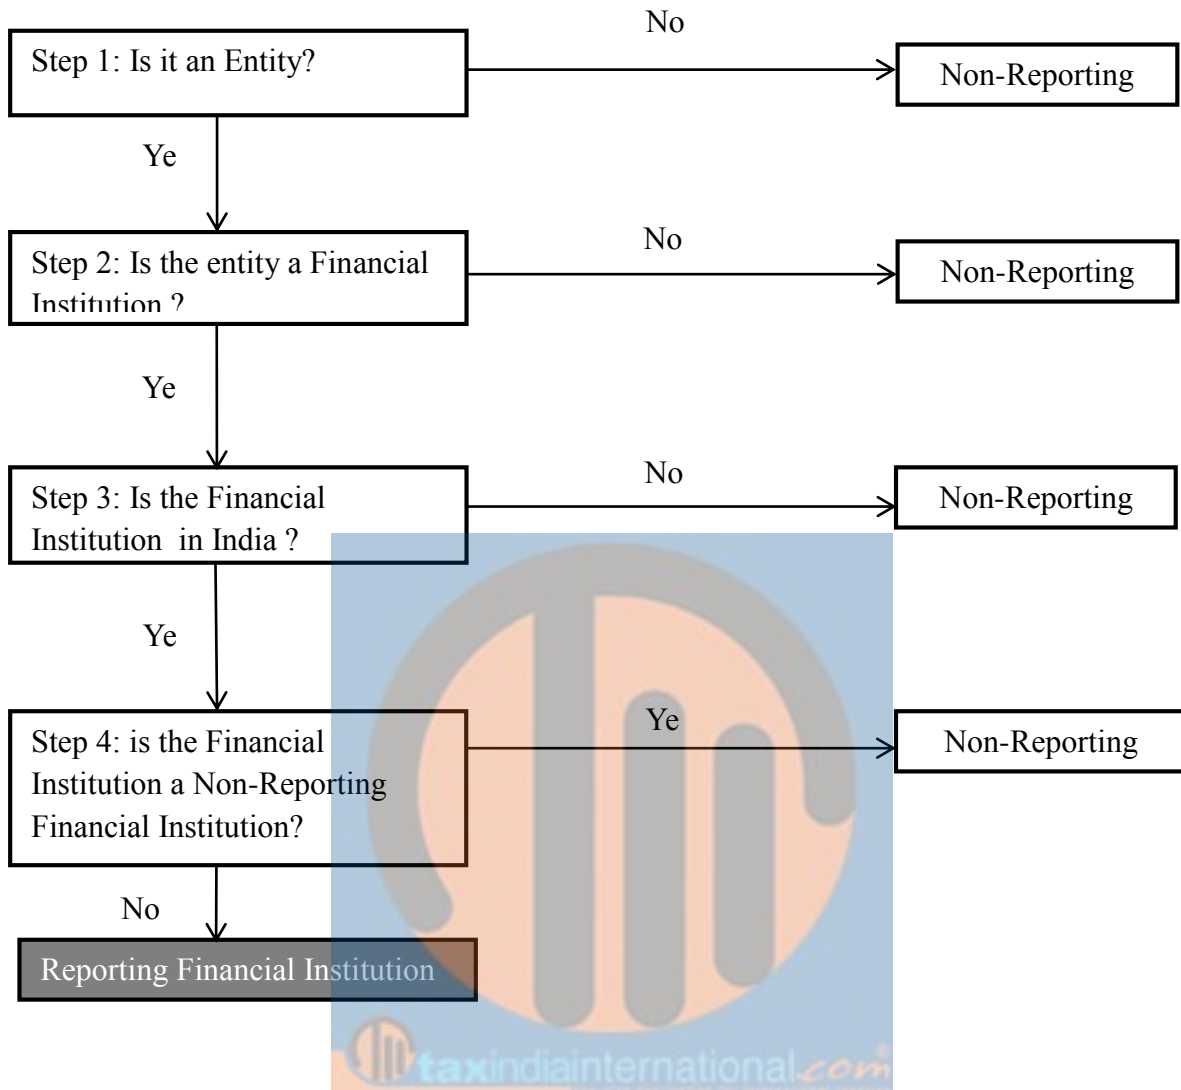 No
Step 1: Is it an Entity?
Non-Reporting
Ye
No
Step 2: Is the entity a Financial
Institution ?
Non-Reporting
Ye
No
Step 3: Is the Financial
Institution in India ?
Non-Reporting
Ye
Step 4: is the Financial
Institution a Non-Reporting
Financial Institution?
Ye
Non-Reporting
No
Reporting Financial Institution
taxindiainternational.com